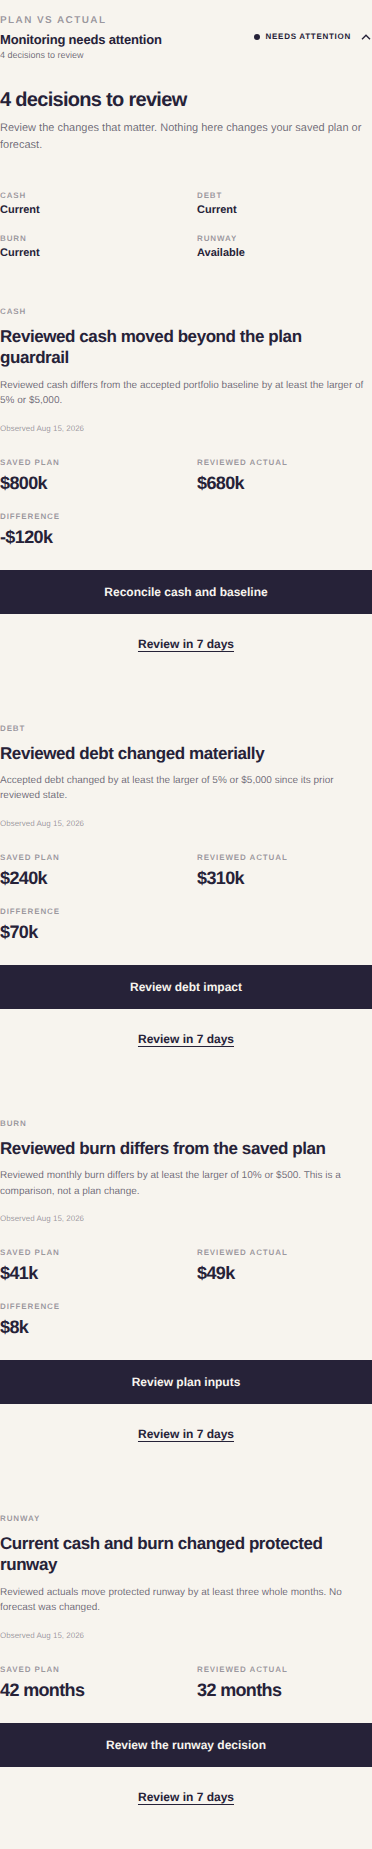 PLAN VS ACTUAL
Monitoring needs attention
4 decisions to review
NEEDS ATTENTION
4 decisions to review
Review the changes that matter. Nothing here changes your saved plan or
forecast.
CASH
Current
DEBT
Current
BURN
Current
RUNWAY
Available
CASH
Reviewed cash moved beyond the plan
guardrail
Reviewed cash differs from the accepted portfolio baseline by at least the larger of
5% or $5,000.
Observed Aug 15, 2026
SAVED PLAN
$800k
REVIEWED ACTUAL
$680k
DIFFERENCE
-$120k
Reconcile cash and baseline
Review in 7 days
DEBT
Reviewed debt changed materially
Accepted debt changed by at least the larger of 5% or $5,000 since its prior
reviewed state.
Observed Aug 15, 2026
SAVED PLAN
$240k
REVIEWED ACTUAL
$310k
DIFFERENCE
$70k
Review debt impact
Review in 7 days
BURN
Reviewed burn differs from the saved plan
Reviewed monthly burn differs by at least the larger of 10% or $500. This is a
comparison, not a plan change.
Observed Aug 15, 2026
SAVED PLAN
$41k
REVIEWED ACTUAL
$49k
DIFFERENCE
$8k
Review plan inputs
Review in 7 days
RUNWAY
Current cash and burn changed protected
runway
Reviewed actuals move protected runway by at least three whole months. No
forecast was changed.
Observed Aug 15, 2026
SAVED PLAN
42 months
REVIEWED ACTUAL
32 months
Review the runway decision
Review in 7 days